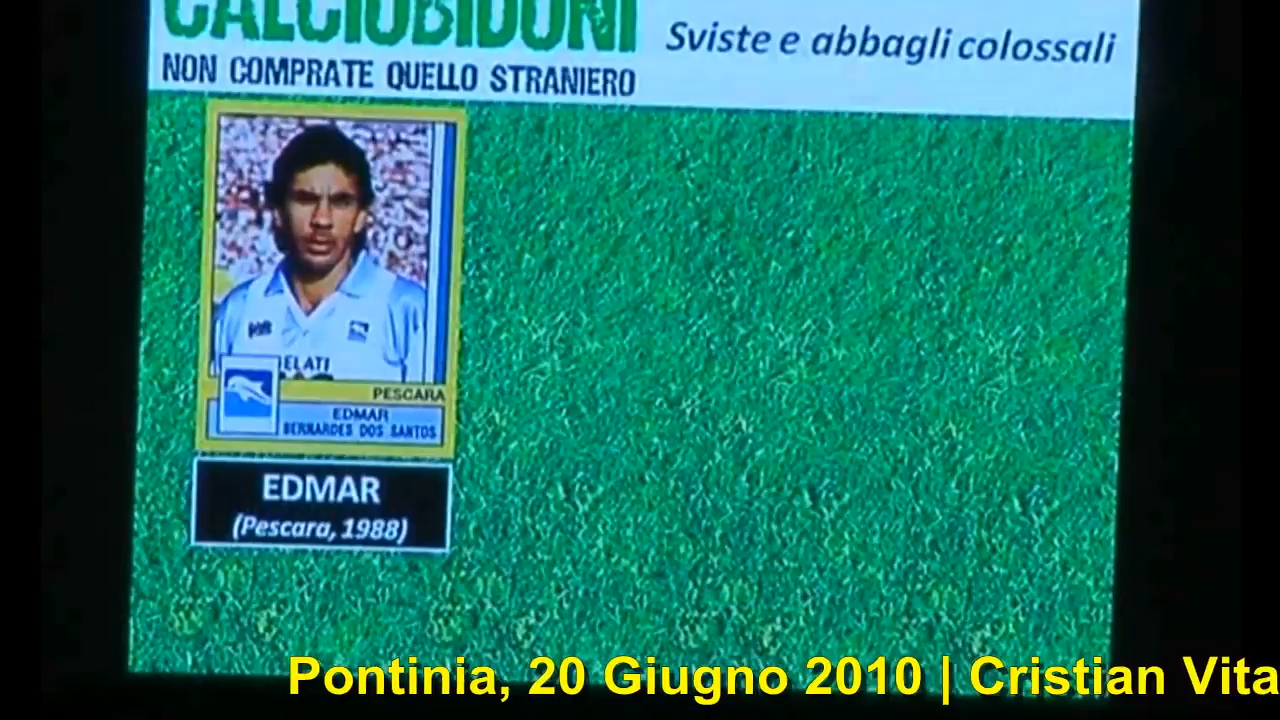 CALCIOBIDONI
Sviste e abbagli colossali
NON COMPRATE QUELLO STRANIERO
ELATI
PESCARA
EDMAR
BERNARDES DOS SANTOS
EDMAR
(Pescara, 1988)
Pontinia, 20 Giugno 2010 | Cristian Vita